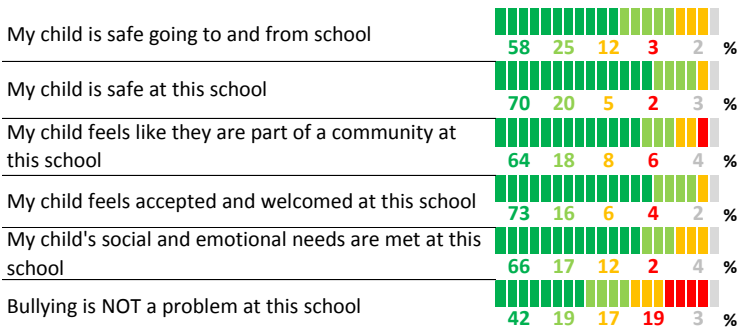 My child is safe going to and from school
58 25 12 3 2 %
My child is safe at this school
70 20 5 2 3 %
My child feels like they are part of a community at
this school
64 18 8 6 4 %
My child feels accepted and welcomed at this school
73 16 6 4 2 %
My child's social and emotional needs are met at this
school
66 17 12 2 4 %
Bullying is NOT a problem at this school
42 19 17 19 3 %